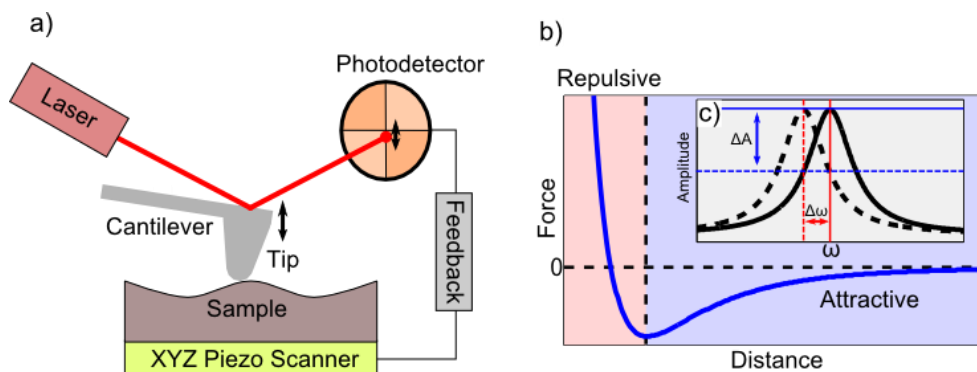 a)
Laser
Photodetector
Cantilever
Tip
Feedback
Sample
XYZ Piezo Scanner
b)
Repulsive
c)
ΔA
Amplitude
Δω
ω
Force
0
Attractive
Distance